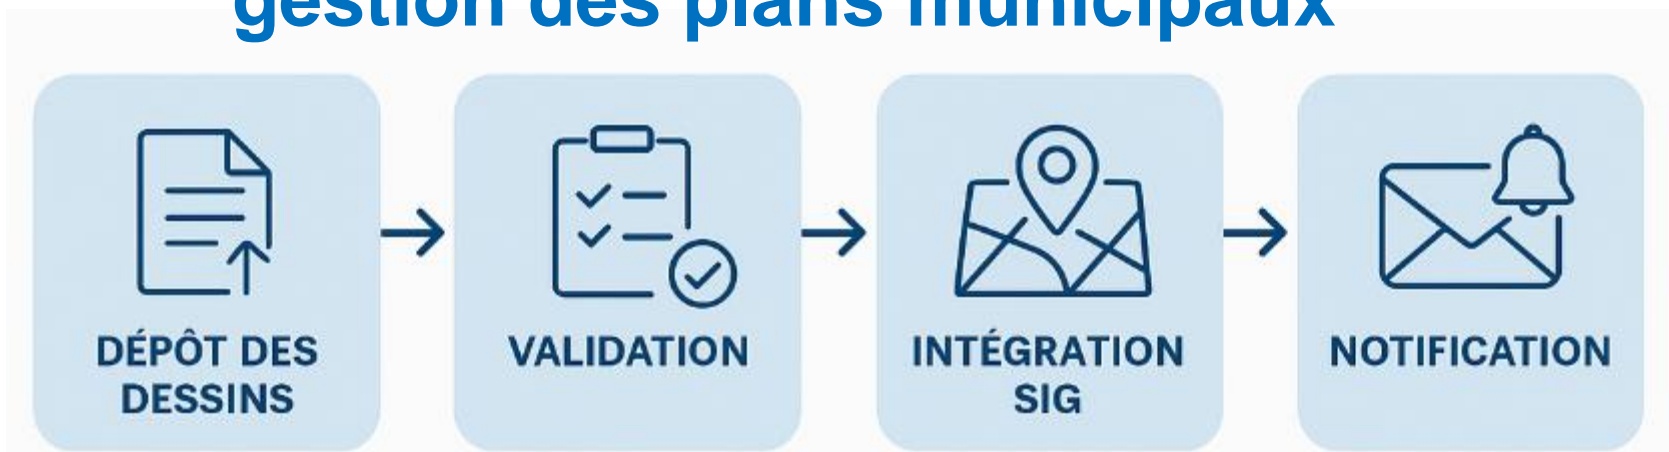 gestion des plans municipaux
DÉPÔT DES
DESSINS
VALIDATION
INTÉGRATION
SIG
NOTIFICATION